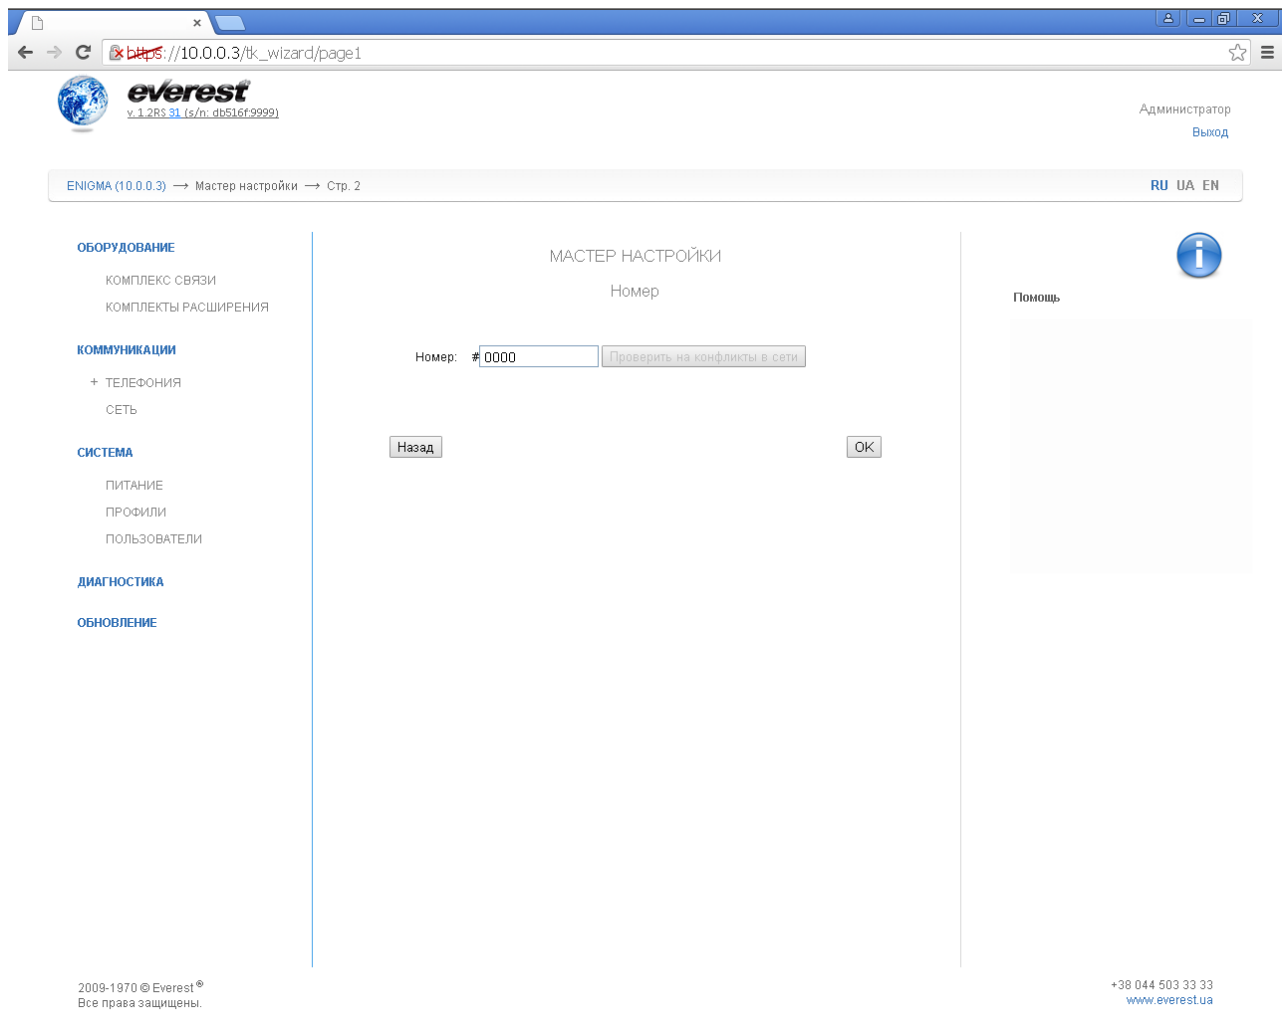 https://10.0.0.3/tk_wizard/page1
everest®
v. 1.2RS 31 (s/n: db516f:9999)
Администратор
Выход
ENIGMA (10.0.0.3) → Мастер настройки → Стр. 2
RU UA EN
ОБОРУДОВАНИЕ
КОМПЛЕКС СВЯЗИ
КОМПЛЕКТЫ РАСШИРЕНИЯ
КОММУНИКАЦИИ
+ ТЕЛЕФОНИЯ
СЕТЬ
СИСТЕМА
ПИТАНИЕ
ПРОФИЛИ
ПОЛЬЗОВАТЕЛИ
ДИАГНОСТИКА
ОБНОВЛЕНИЕ
МАСТЕР НАСТРОЙКИ
Номер
Номер: # 0000 Проверить на конфликты в сети
Назад OK
Помощь
2009-1970 © Everest ®
Все права защищены.
+38 044 503 33 33
www.everest.ua